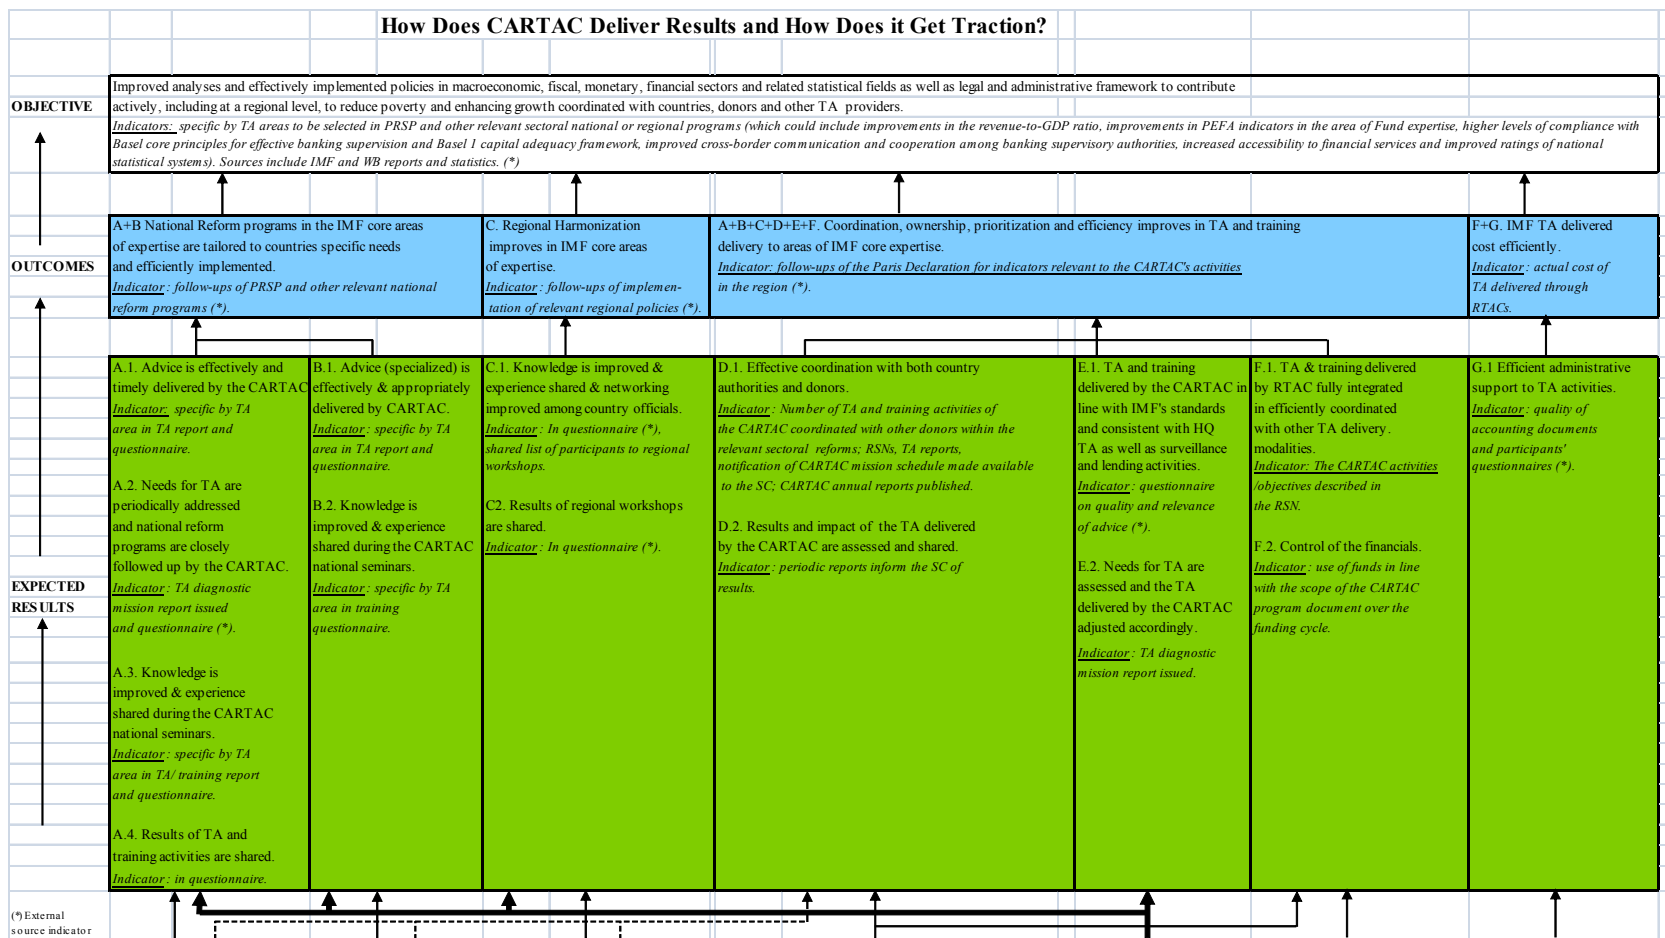 How Does CARTAC Deliver Results and How Does it Get Traction?
OBJECTIVE
Improved analyses and effectively implemented policies in macroeconomic, fiscal, monetary, financial sectors and related statistical fields as well as legal and administrative framework to contribute
actively, including at a regional level, to reduce poverty and enhancing growth coordinated with countries, donors and other TA providers.
Indicators: specific by TA areas to be selected in PRSP and other relevant sectoral national or regional programs (which could include improvements in the revenue-to-GDP ratio, improvements in PEFA indicators in the area of Fund expertise, higher levels of compliance with
Basel core principles for effective banking supervision and Basel 1 capital adequacy framework, improved cross-border communication and cooperation among banking supervisory authorities, increased accessibility to financial services and improved ratings of national
statistical systems). Sources include IMF and WB reports and statistics. (*)
OUTCOMES
A+B National Reform programs in the IMF core areas
of expertise are tailored to countries specific needs
and efficiently implemented.
Indicator: follow-ups of PRSP and other relevant national
reform programs (*).
C. Regional Harmonization
improves in IMF core areas
of expertise.
Indicator: follow-ups of implemen-
tation of relevant regional policies (*).
A+B+C+D+E+F. Coordination, ownership, prioritization and efficiency improves in TA and training
delivery to areas of IMF core expertise.
Indicator: follow-ups of the Paris Declaration for indicators relevant to the CARTAC's activities
in the region (*).
F+G. IMF TA delivered
cost efficiently.
Indicator: actual cost of
TA delivered through
RTACs.
EXPECTED
RESULTS
A.1. Advice is effectively and
timely delivered by the CARTAC
Indicator: specific by TA
area in TA report and
questionnaire.
A.2. Needs for TA are
periodically addressed
and national reform
programs are closely
followed up by the CARTAC.
Indicator: TA diagnostic
mission report issued
and questionnaire (*).
A.3. Knowledge is
improved & experience
shared during the CARTAC
national seminars.
Indicator: specific by TA
area in TA/ training report
and questionnaire.
A.4. Results of TA and
training activities are shared.
Indicator: in questionnaire.
B.1. Advice (specialized) is
effectively & appropriately
delivered by CARTAC.
Indicator: specific by TA
area in TA report and
questionnaire.
B.2. Knowledge is
improved & experience
shared during the CARTAC
national seminars.
Indicator: specific by TA
area in training
questionnaire.
C.1. Knowledge is improved &
experience shared & networking
improved among country officials.
Indicator: In questionnaire (*),
shared list of participants to regional
workshops.
C2. Results of regional workshops
are shared.
Indicator: In questionnaire (*).
D.1. Effective coordination with both country
authorities and donors.
Indicator: Number of TA and training activities of
the CARTAC coordinated with other donors within the
relevant sectoral reforms; RSNs, TA reports,
notification of CARTAC mission schedule made available
to the SC; CARTAC annual reports published.
D.2. Results and impact of the TA delivered
by the CARTAC are assessed and shared.
Indicator: periodic reports inform the SC of
results.
E.1. TA and training
delivered by the CARTAC in
line with IMF's standards
and consistent with HQ
TA as well as surveillance
and lending activities.
Indicator: questionnaire
on quality and relevance
of advice (*).
E.2. Needs for TA are
assessed and the TA
delivered by the CARTAC
adjusted accordingly.
Indicator: TA diagnostic
mission report issued.
F.1. TA & training delivered
by RTAC fully integrated
in efficiently coordinated
with other TA delivery.
modalities.
Indicator: The CARTAC activities
/objectives described in
the RSN.
F.2. Control of the financials.
Indicator: use of funds in line
with the scope of the CARTAC
program document over the
funding cycle.
G.1 Efficient administrative
support to TA activities.
Indicator: quality of
accounting documents
and participants'
questionnaires (*).
(*) External
source indicator